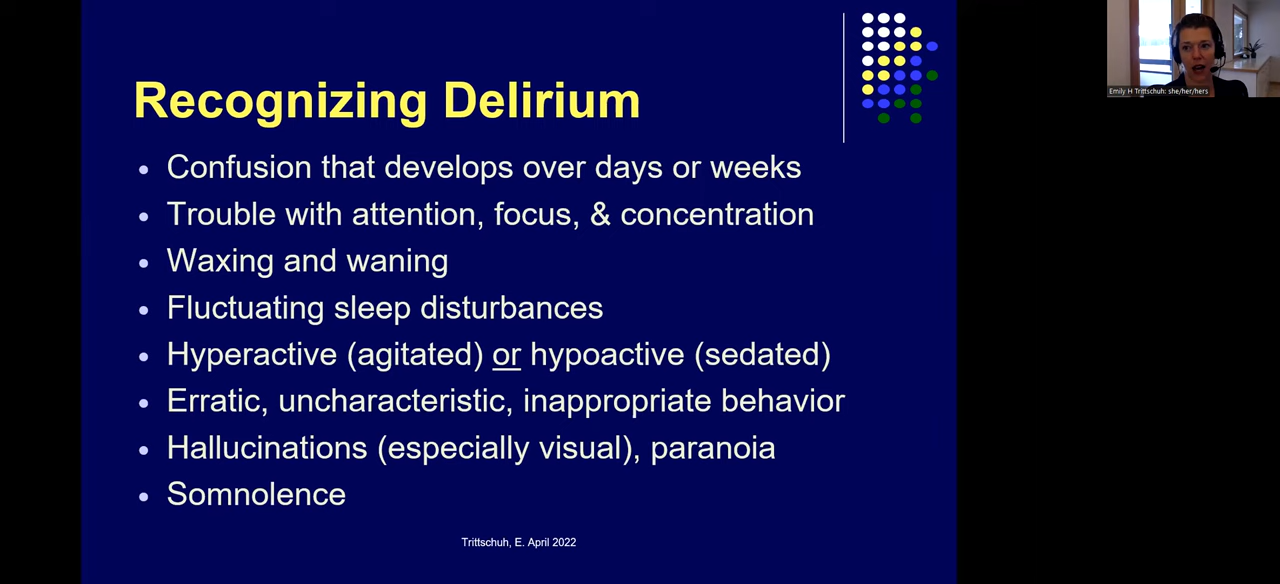 Recognizing Delirium
Confusion that develops over days or weeks
Trouble with attention, focus, & concentration
Waxing and waning
Fluctuating sleep disturbances
Hyperactive (agitated) or hypoactive (sedated)
Erratic, uncharacteristic, inappropriate behavior
Hallucinations (especially visual), paranoia
Somnolence
Trittschuh, E. April 2022
Emily H Trittschuh: she/her/hers